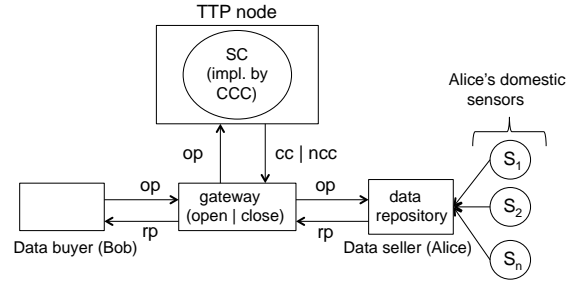 TTP node
SC
(impl. by
CCC)
Alice's domestic
sensors
op
cc | ncc
S1
op
gateway
(open | close)
op
data
repository
S2
rp
rp
Data buyer (Bob)
Data seller (Alice)
Sn